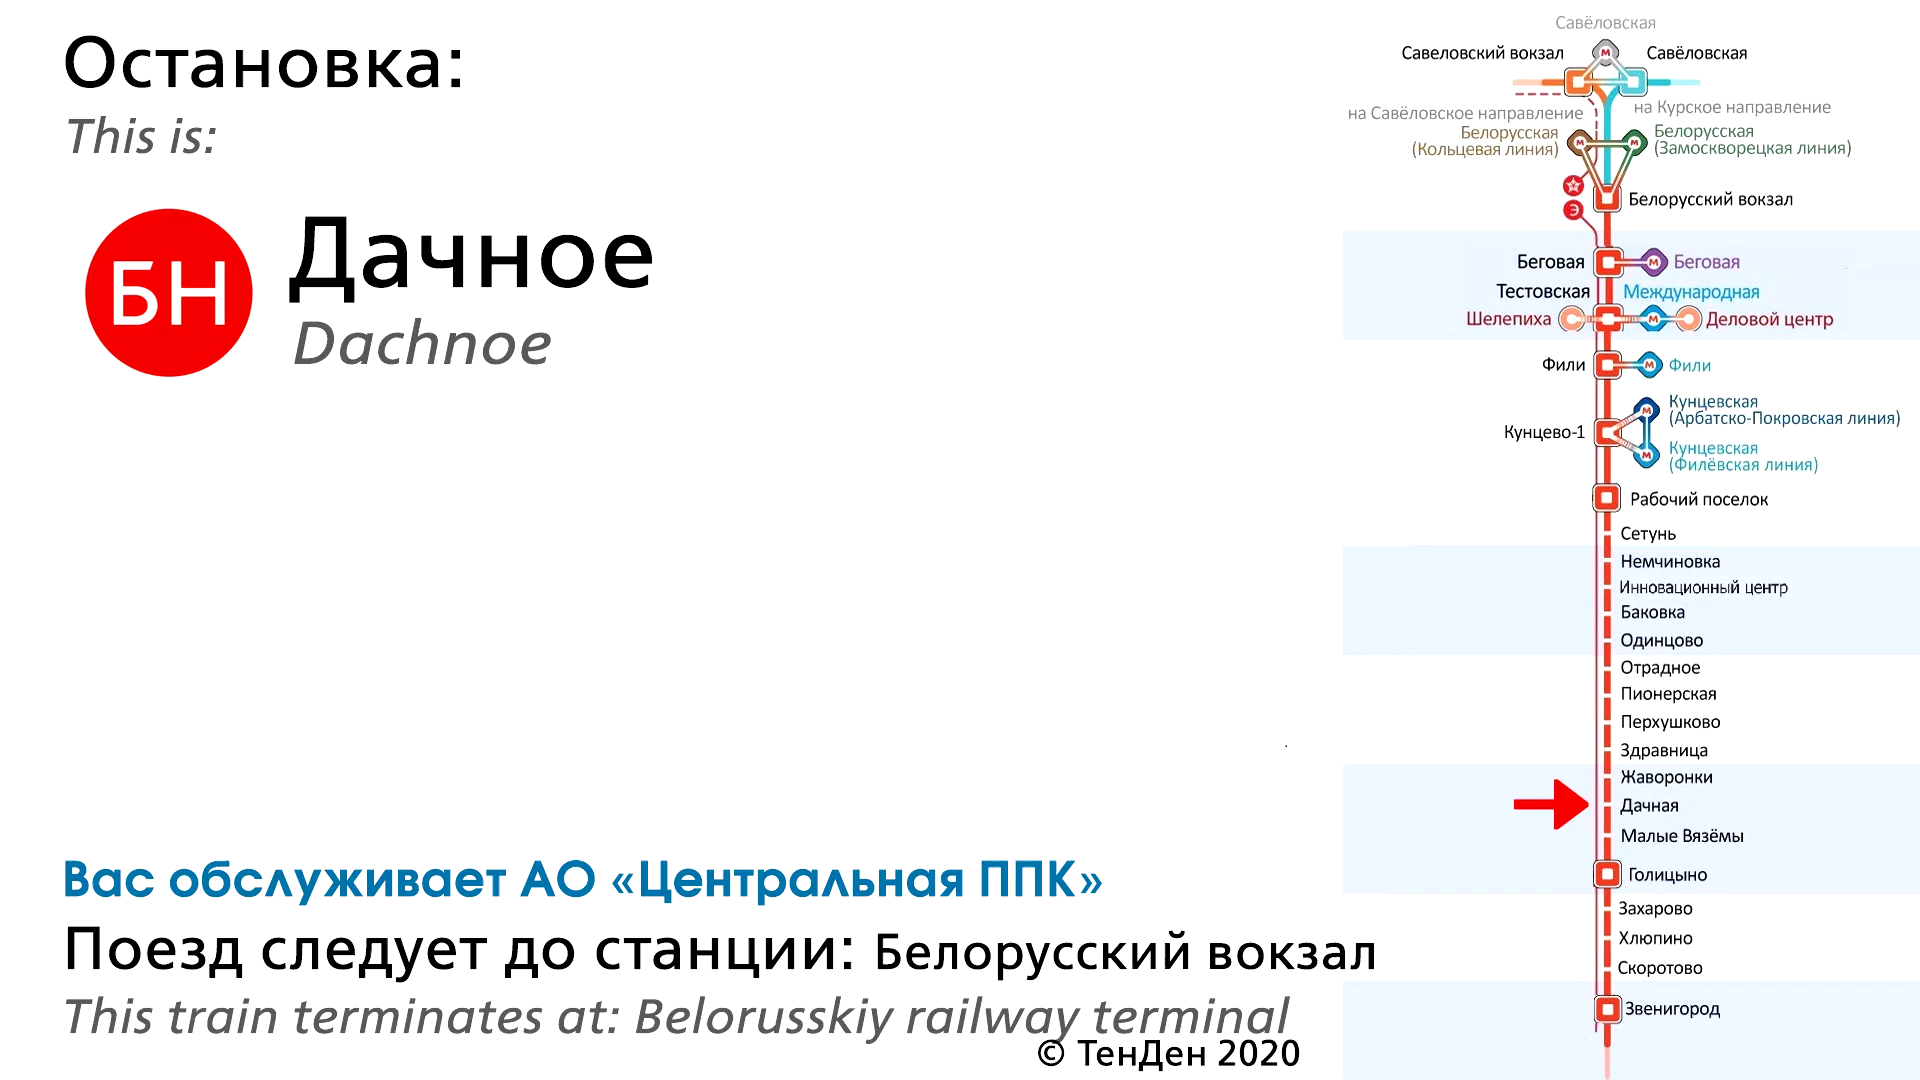 Остановка:
This is:
БН
Дачное
Dachnoe
Вас обслуживает АО «Центральная ППК»
Поезд следует до станции: Белорусский вокзал
This train terminates at: Belorusskiy railway terminal
© ТенДен 2020
Савёловская
Савеловский вокзал
М
Савёловская
на Савёловское направление
на Курское направление
Белорусская
(Кольцевая линия)
М
М
Белорусская
(Замоскворецкая линия)
Э
Белорусский вокзал
Беговая
М
Беговая
Тестовская
Международная
Шелепиха
М
Деловой центр
Фили
М
Фили
Кунцево-1
М
Кунцевская
(Арбатско-Покровская линия)
М
Кунцевская
(Филёвская линия)
Рабочий поселок
Сетунь
Немчиновка
Инновационный центр
Баковка
Одинцово
Отрадное
Пионерская
Перхушково
Здравница
Жаворонки
Дачная
Малые Вязёмы
Голицыно
Захарово
Хлюпино
Скоротово
Звенигород